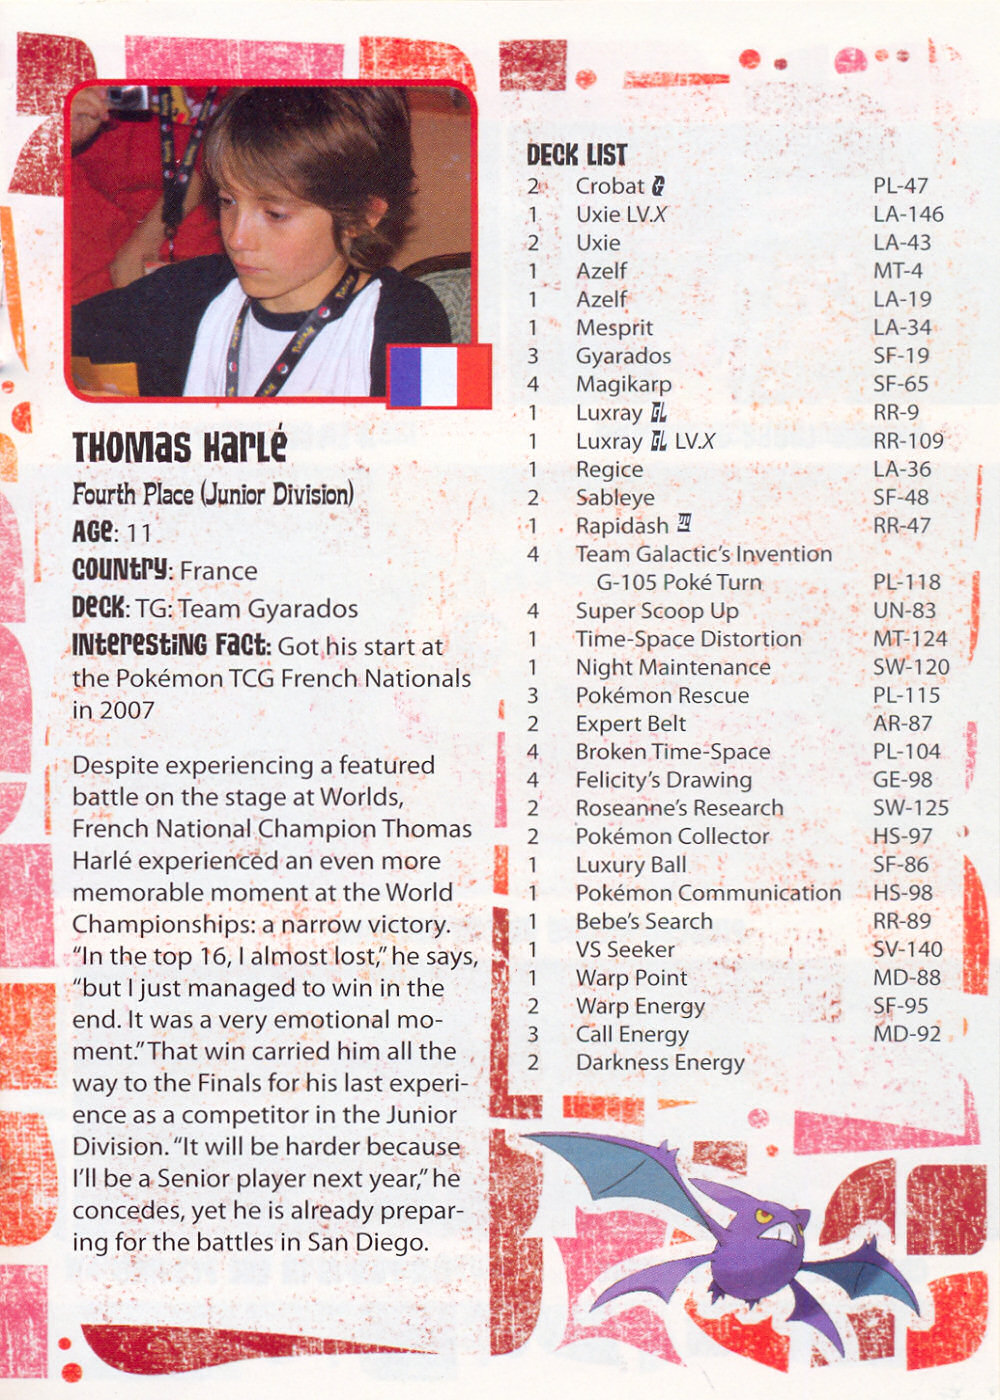 THOMAS HARLÉ
Fourth Place (Junior Division)
AGE: 11
COUNTRY: France
DECK: TG: Team Gyarados
INTERESTING FACT: Got his start at
the Pokémon TCG French Nationals
in 2007
Despite experiencing a featured
battle on the stage at Worlds,
French National Champion Thomas
Harlé experienced an even more
memorable moment at the World
Championships: a narrow victory.
“In the top 16, I almost lost,” he says,
“but I just managed to win in the
end. It was a very emotional mo-
ment.” That win carried him all the
way to the Finals for his last experi-
ence as a competitor in the Junior
Division. “It will be harder because
I’ll be a Senior player next year,” he
concedes, yet he is already prepar-
ing for the battles in San Diego.
DECK LIST
2 Crobat G PL-47
1 Uxie LV.X LA-146
2 Uxie LA-43
1 Azelf MT-4
1 Azelf LA-19
1 Mesprit LA-34
3 Gyarados SF-19
4 Magikarp SF-65
1 Luxray GL RR-9
1 Luxray GL LV.X RR-109
1 Regice LA-36
2 Sableye SF-48
1 Rapidash RR-47
4 Team Galactic’s Invention
G-105 Poké Turn PL-118
4 Super Scoop Up UN-83
1 Time-Space Distortion MT-124
1 Night Maintenance SW-120
3 Pokémon Rescue PL-115
2 Expert Belt AR-87
4 Broken Time-Space PL-104
4 Felicity’s Drawing GE-98
2 Roseanne’s Research SW-125
2 Pokémon Collector HS-97
1 Luxury Ball SF-86
1 Pokémon Communication HS-98
1 Bebe’s Search RR-89
1 VS Seeker SV-140
1 Warp Point MD-88
2 Warp Energy SF-95
3 Call Energy MD-92
2 Darkness Energy